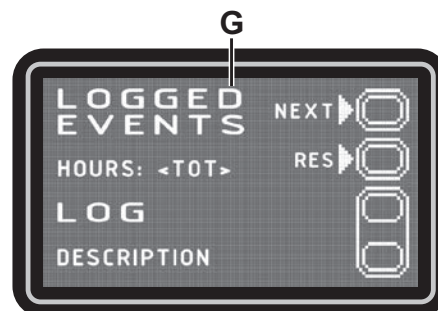 G
LOGGED
EVENTS
NEXT
HOURS: <TOT>
RES
LOG
DESCRIPTION